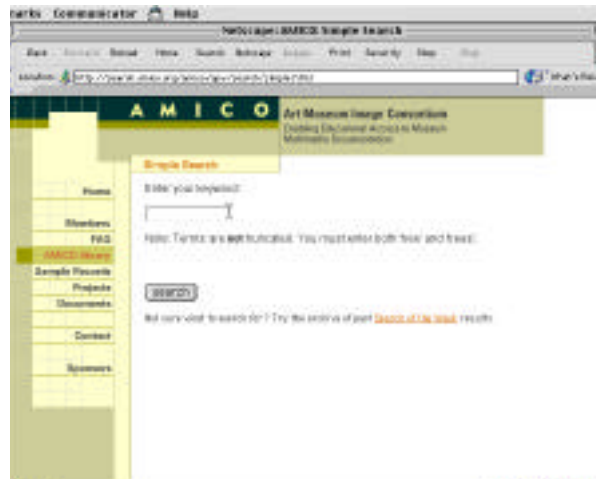 Communicator Help
Netscape: AMICO Simple Search
Home Search Netscape Print Security Stop
AMICO
Art Museum Image Consortium
Enabling Educational Access to Museum
Multimedia Documentation
Simple Search
Enter your keyword:
Home
Members
FAQ
AMICO library
Sample Records
Projects
Documents
Contact
Sponsors
Note: Terms are not truncated. You must enter both 'tree' and 'trees'.
search
Not sure what to search for? Try the archive of past Search of the Week results